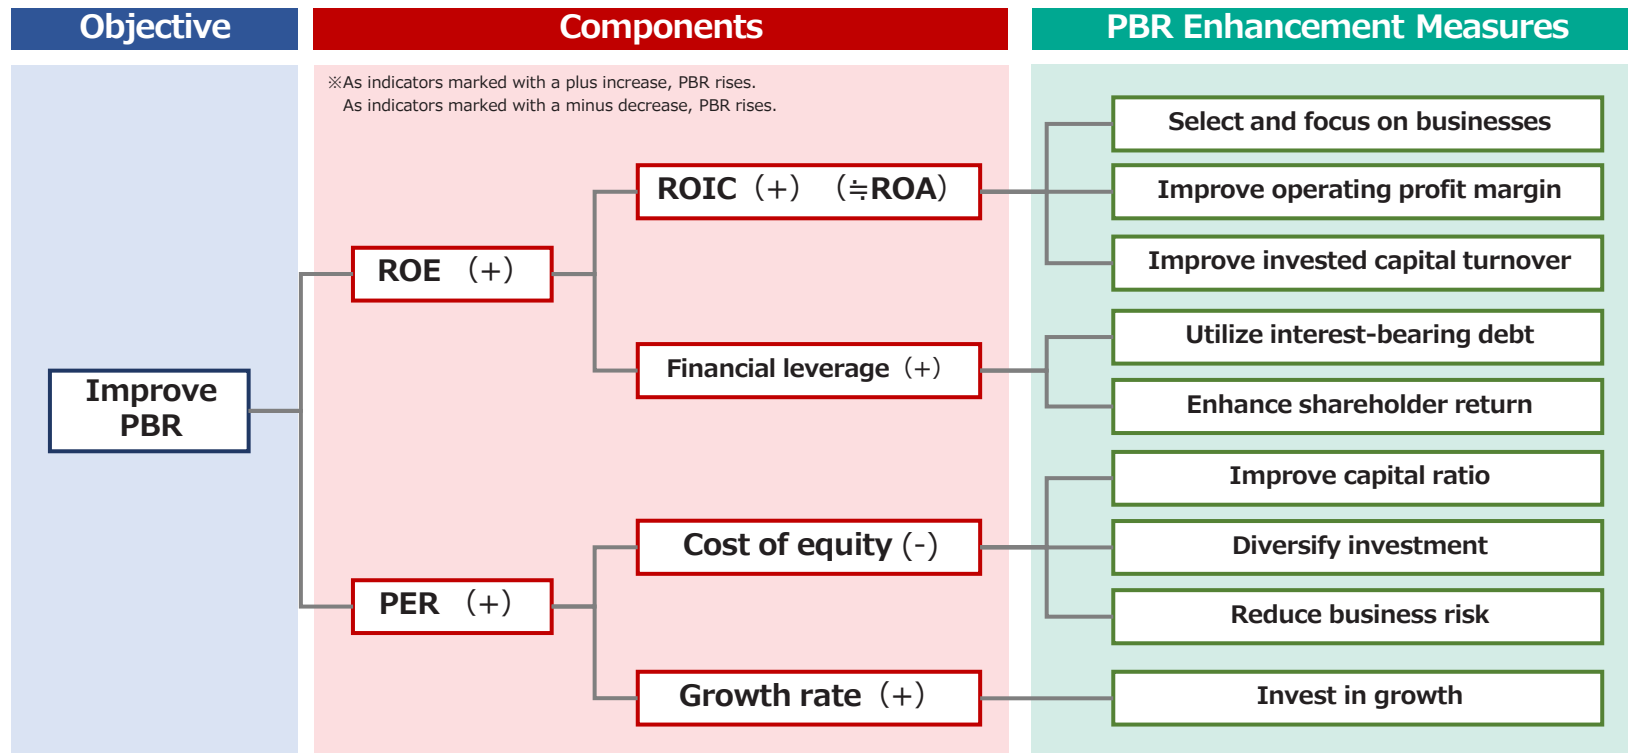 Objective
Components
PBR Enhancement Measures
※As indicators marked with a plus increase, PBR rises.
As indicators marked with a minus decrease, PBR rises.
Improve
PBR
ROE （+）
PER （+）
ROIC（+）（≒ROA）
Financial leverage（+）
Cost of equity (-)
Growth rate（+）
Select and focus on businesses
Improve operating profit margin
Improve invested capital turnover
Utilize interest-bearing debt
Enhance shareholder return
Improve capital ratio
Diversify investment
Reduce business risk
Invest in growth